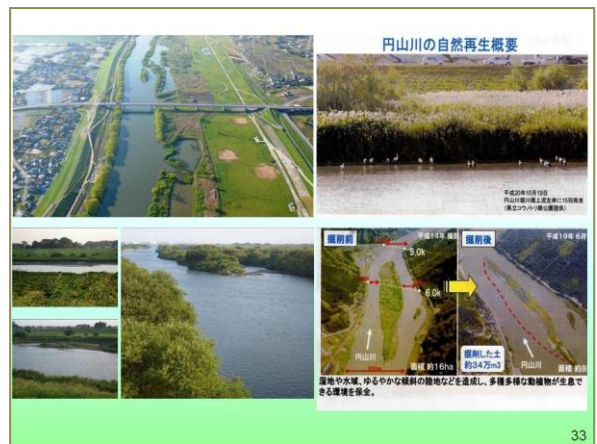 円山川の自然再生概要
平成20年10月19日
円山川堀川橋上流左岸に15羽飛来
(県立コウノトリ郷公園提供)
掘削前
平成14年 撮影
5.0k
6.0k
円山川
面積 約16ha
掘削後
平成19年 6月
掘削した土
約34万m3
円山川
面積 約8
湿地や水域、ゆるやかな傾斜の陸地などを造成し、多種多様な動植物が生息で
きる環境を保全。
33